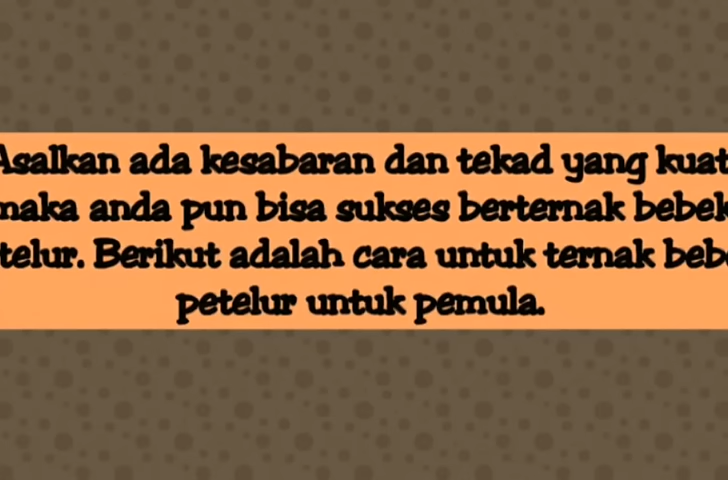 Asalkan ada kesabaran dan tekad yang kuat
maka anda pun bisa sukses berternak bebek
telur. Berikut adalah cara untuk ternak
petelur untuk pemula.